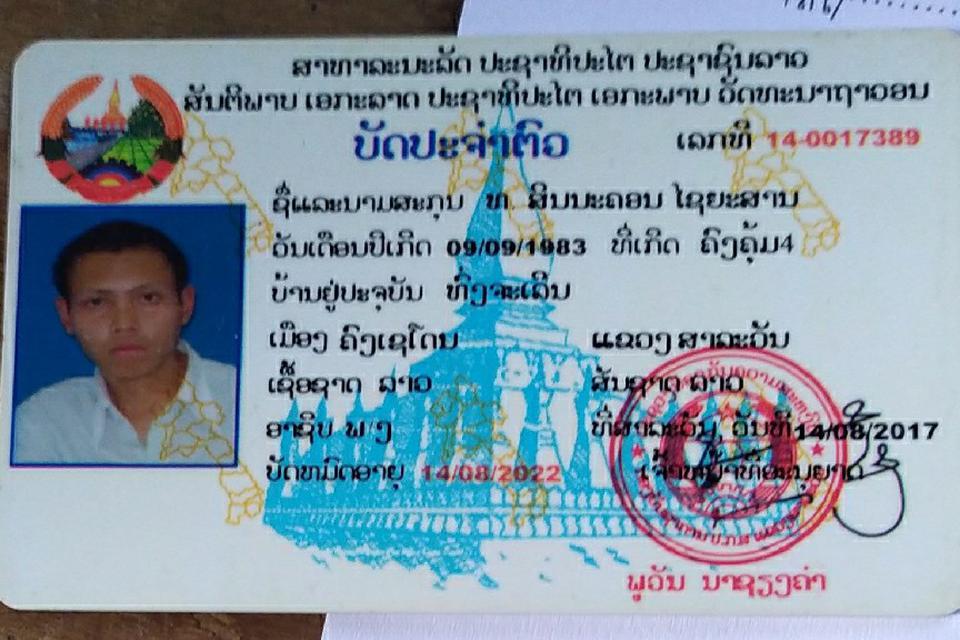 ສາທາລະນະລັດ ປະຊາທິປະໄຕ ປະຊາຊົນລາວ
ສັນຕິພາບ ເອກະລາດ ປະຊາທິປະໄຕ ເອກະພາບ ວັດທະນາຖາວອນ
ບັດປະຈຳຕົວ ເລກທີ 14-0017389
ຊື່ແລະນາມສະກຸນ ທ. ສິນນະຄອນ ໄຊຍະສານ
ວັນເດືອນປີເກີດ 09/09/1983 ທີ່ເກີດ ຄົງຄຸ້ມ4
ບ້ານຢູ່ປະຈຸບັນ ທົ່ງຈະເລີນ
ເມືອງ ຄົງເຊໂດນ ແຂວງ ສາລະວັນ
ເຊື້ອຊາດ ລາວ ສັນຊາດ ລາວ
ອາຊີບ ພ/ງ ທີ່ສາລະວັນ, ວັນທີ 14/08/2017
ບັດຫມົດອາຍຸ 14/08/2022 ເຈົ້າຫນ້າທີ່ອະນຸຍາດ
ພູວັນ ນາຊຽງຄຳ